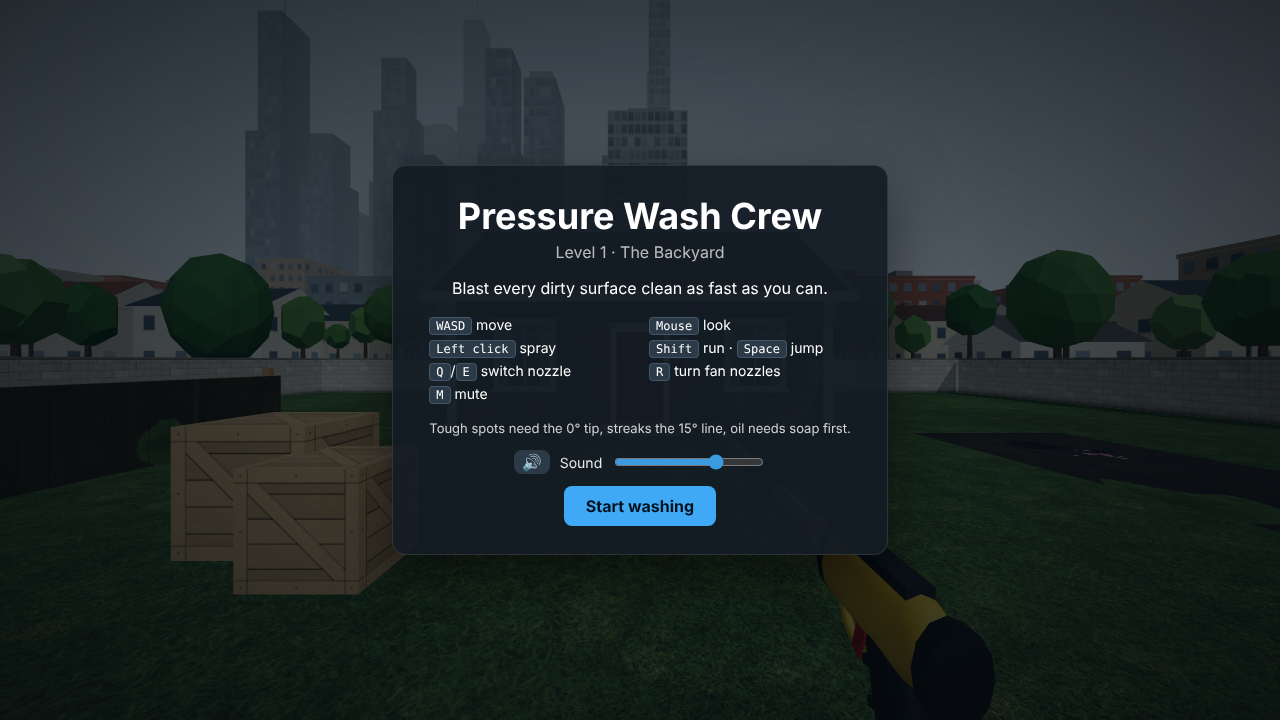 Pressure Wash Crew
Level 1 · The Backyard
Blast every dirty surface clean as fast as you can.
WASD move
Mouse look
Left click spray
Shift run · Space jump
Q / E switch nozzle
R turn fan nozzles
M mute
Tough spots need the 0° tip, streaks the 15° line, oil needs soap first.
Sound
Start washing